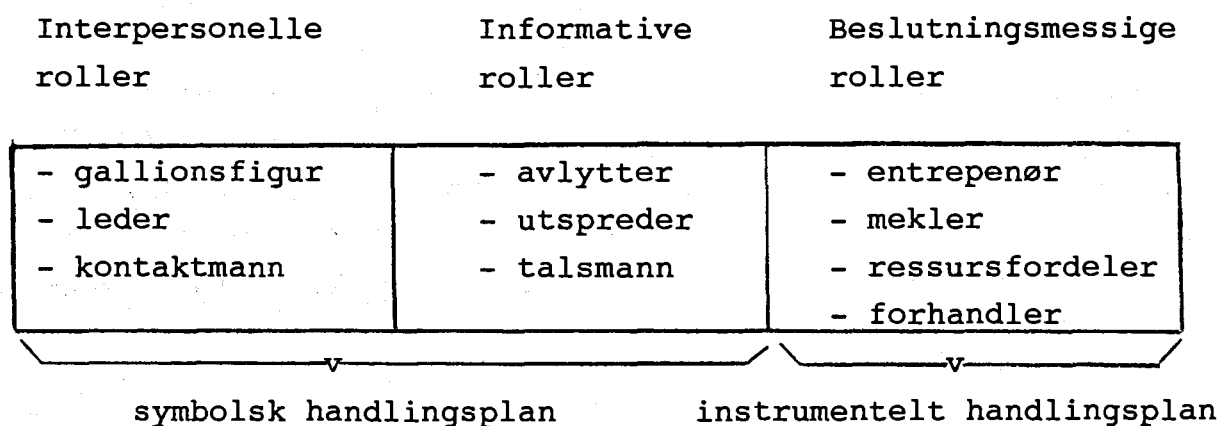 Interpersonelle Informative Beslutningsmessige
roller roller roller
- gallionsfigur - avlytter - entrepenør
- leder - utspreder - mekler
- kontaktmann - talsmann - ressursfordeler
- forhandler
symbolsk handlingsplan instrumentelt handlingsplan